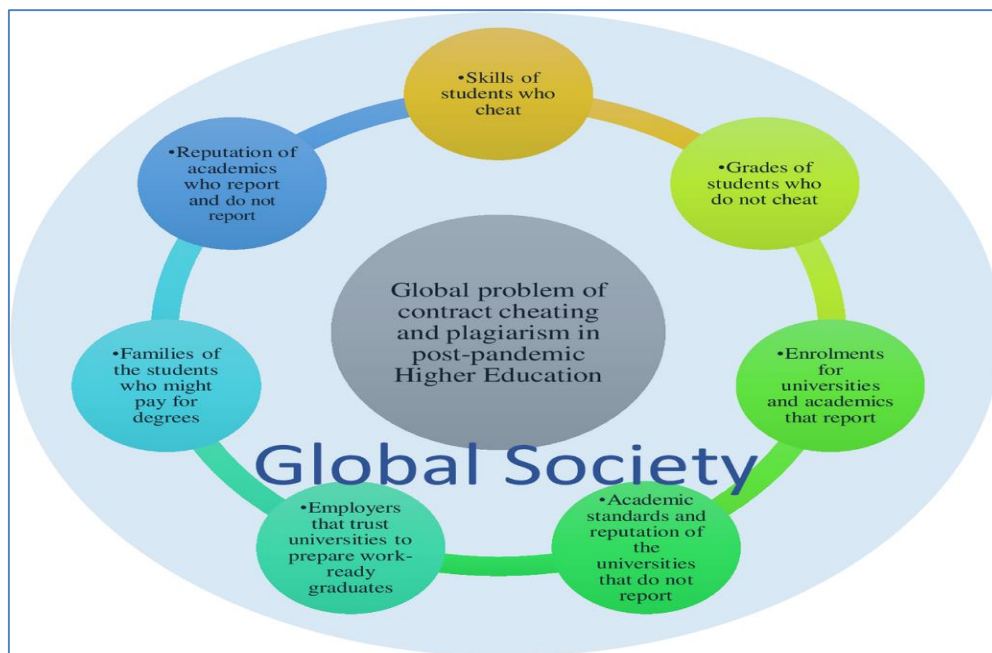 •Skills of
students who
cheat
•Reputation of
academics
who report
and do not
report
•Grades of
students who
do not cheat
Global problem of
contract cheating
and plagiarism in
post-pandemic
Higher Education
•Families of
the students
who might
pay for
degrees
•Enrolments
for
universities
and academics
that report
Global Society
•Employers
that trust
universities to
prepare work-
ready
graduates
•Academic
standards and
reputation of
the
universities
that do not
report